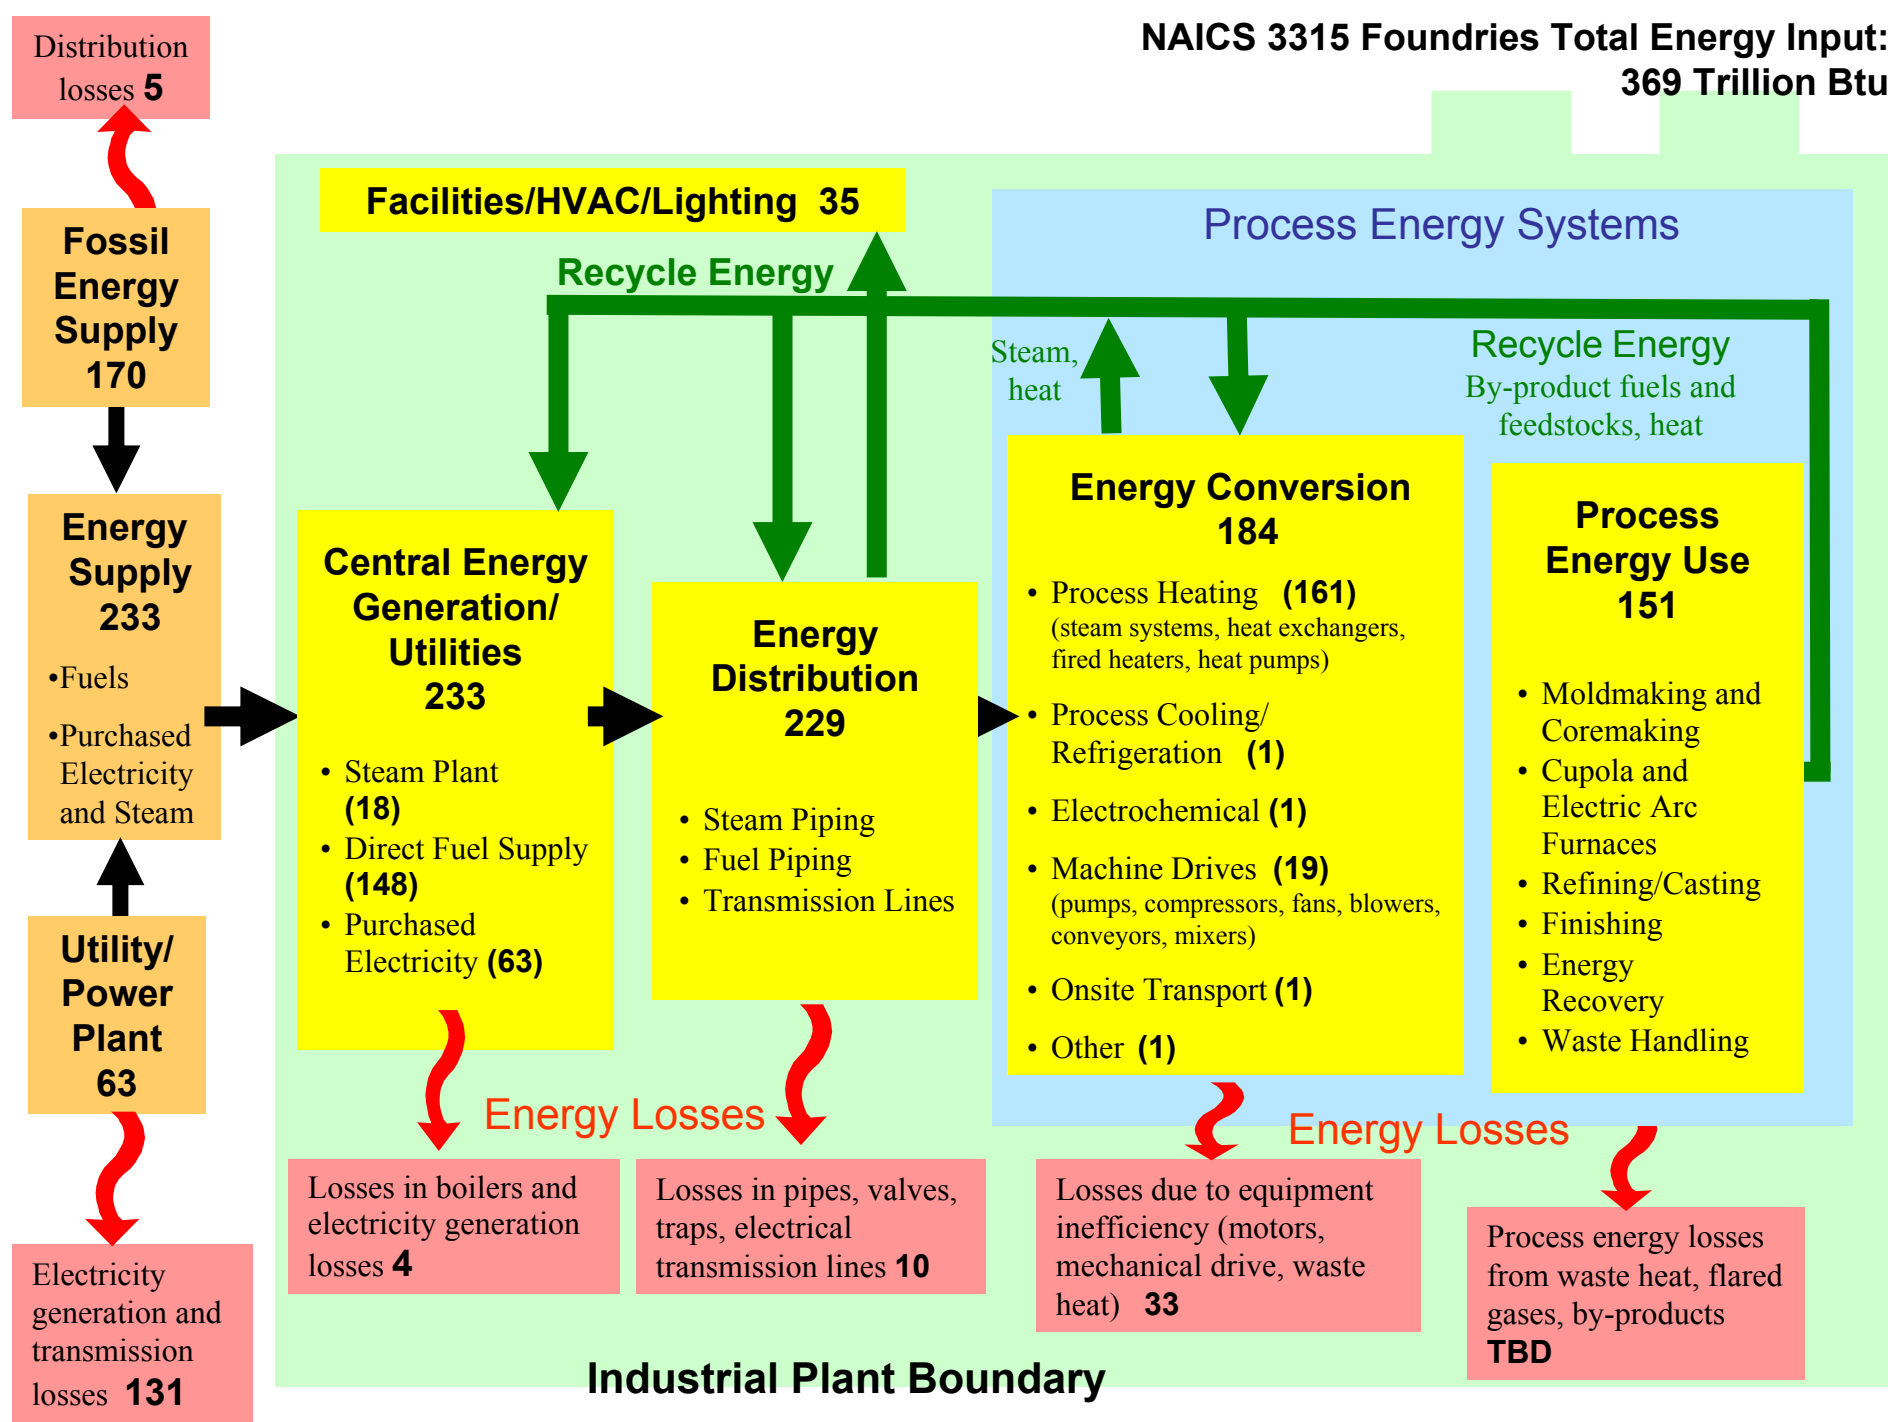 NAICS 3315 Foundries Total Energy Input:
369 Trillion Btu
Distribution
losses 5
Fossil
Energy
Supply
170
Energy
Supply
233
•Fuels
•Purchased
Electricity
and Steam
Utility/
Power
Plant
63
Electricity
generation and
transmission
losses 131
Facilities/HVAC/Lighting 35
Recycle Energy
Process Energy Systems
Steam,
heat
Recycle Energy
By-product fuels and
feedstocks, heat
Central Energy
Generation/
Utilities
233
• Steam Plant
(18)
• Direct Fuel Supply
(148)
• Purchased
Electricity (63)
Energy
Distribution
229
• Steam Piping
• Fuel Piping
• Transmission Lines
Energy Conversion
184
• Process Heating (161)
(steam systems, heat exchangers,
fired heaters, heat pumps)
• Process Cooling/
Refrigeration (1)
• Electrochemical (1)
• Machine Drives (19)
(pumps, compressors, fans, blowers,
conveyors, mixers)
• Onsite Transport (1)
• Other (1)
Process
Energy Use
151
• Moldmaking and
Coremaking
• Cupola and
Electric Arc
Furnaces
• Refining/Casting
• Finishing
• Energy
Recovery
• Waste Handling
Energy Losses
Energy Losses
Losses in boilers and
electricity generation
losses 4
Losses in pipes, valves,
traps, electrical
transmission lines 10
Losses due to equipment
inefficiency (motors,
mechanical drive, waste
heat) 33
Process energy losses
from waste heat, flared
gases, by-products
TBD
Industrial Plant Boundary